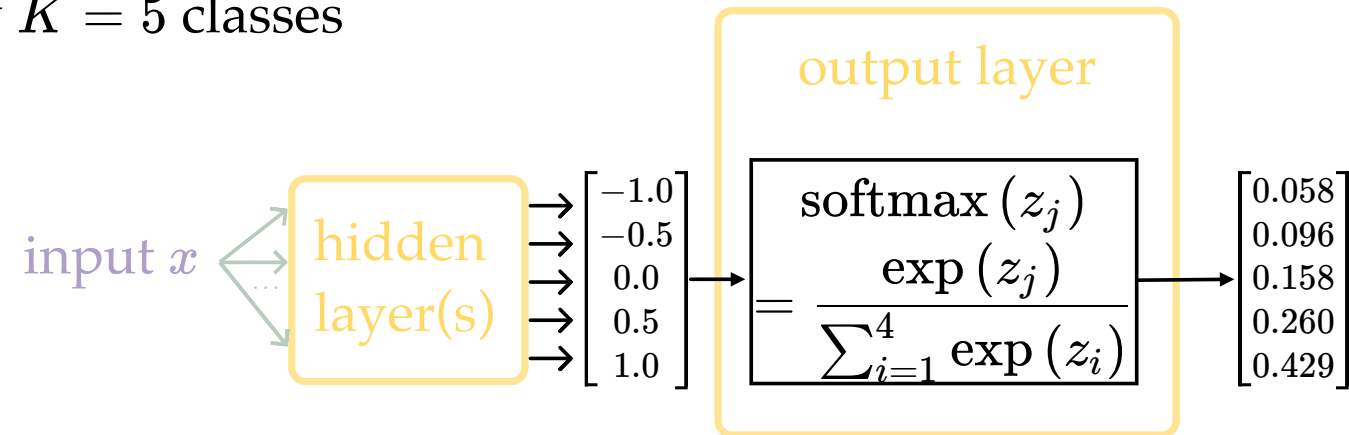 K = 5 classes
output layer
input x
...
hidden
layer(s)
−1.0
−0.5
0.0
0.5
1.0
softmax (z_j)
= exp (z_j) / ∑_{i=1}^{4} exp (z_i)
0.058
0.096
0.158
0.260
0.429